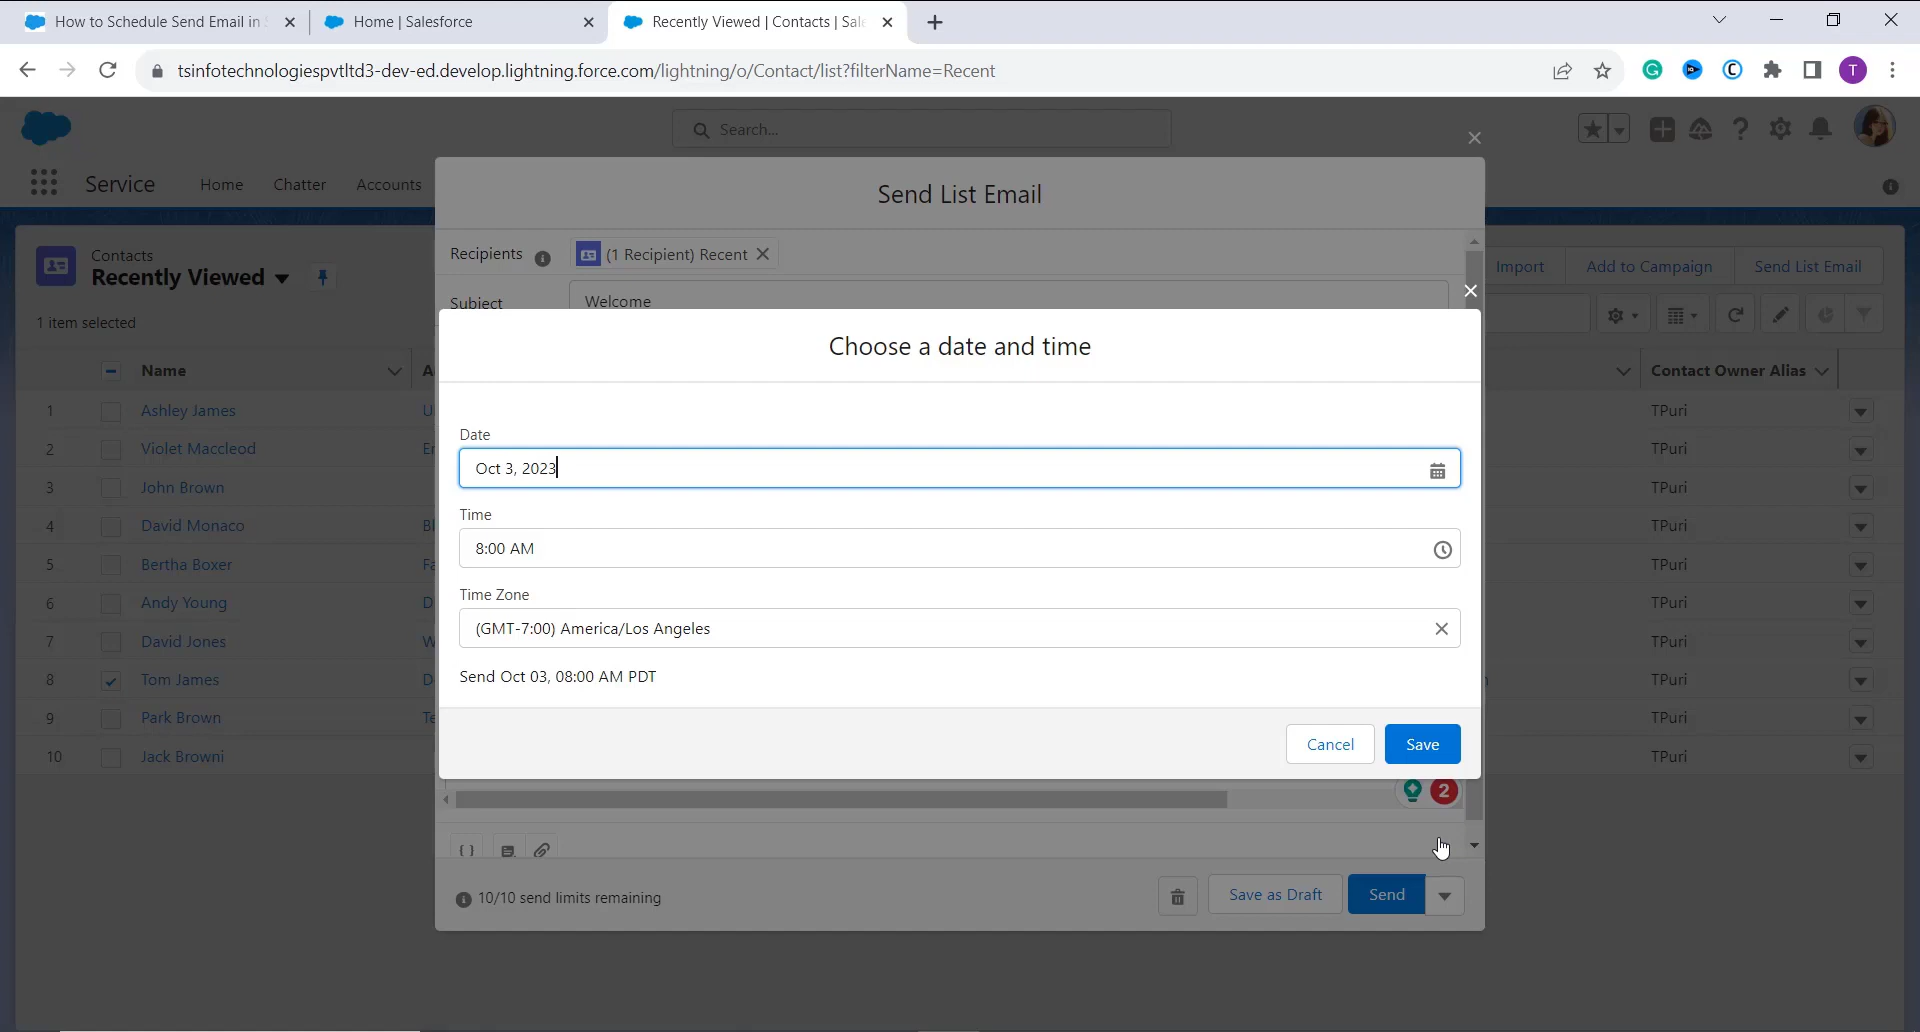 How to Schedule Send Email in S
Home | Salesforce
Recently Viewed | Contacts | Sale
tsinfotechnologiespvtltd3-dev-ed.develop.lightning.force.com/lightning/o/Contact/list?filterName=Recent
T
Search...
Service
Home
Chatter
Accounts
Send List Email
Contacts
Recently Viewed
1 item selected
Recipients
(1 Recipient) Recent
Subject
Welcome
Import
Add to Campaign
Send List Email
Name
A
Contact Owner Alias
1 Ashley James U TPuri
2 Violet Maccleod Er TPuri
3 John Brown TPuri
4 David Monaco Bl TPuri
5 Bertha Boxer Fa TPuri
6 Andy Young D TPuri
7 David Jones W TPuri
8 Tom James D TPuri
9 Park Brown Te TPuri
10 Jack Browni TPuri
Choose a date and time
Date
Oct 3, 2023
Time
8:00 AM
Time Zone
(GMT-7:00) America/Los Angeles
Send Oct 03, 08:00 AM PDT
Cancel
Save
2
10/10 send limits remaining
Save as Draft
Send